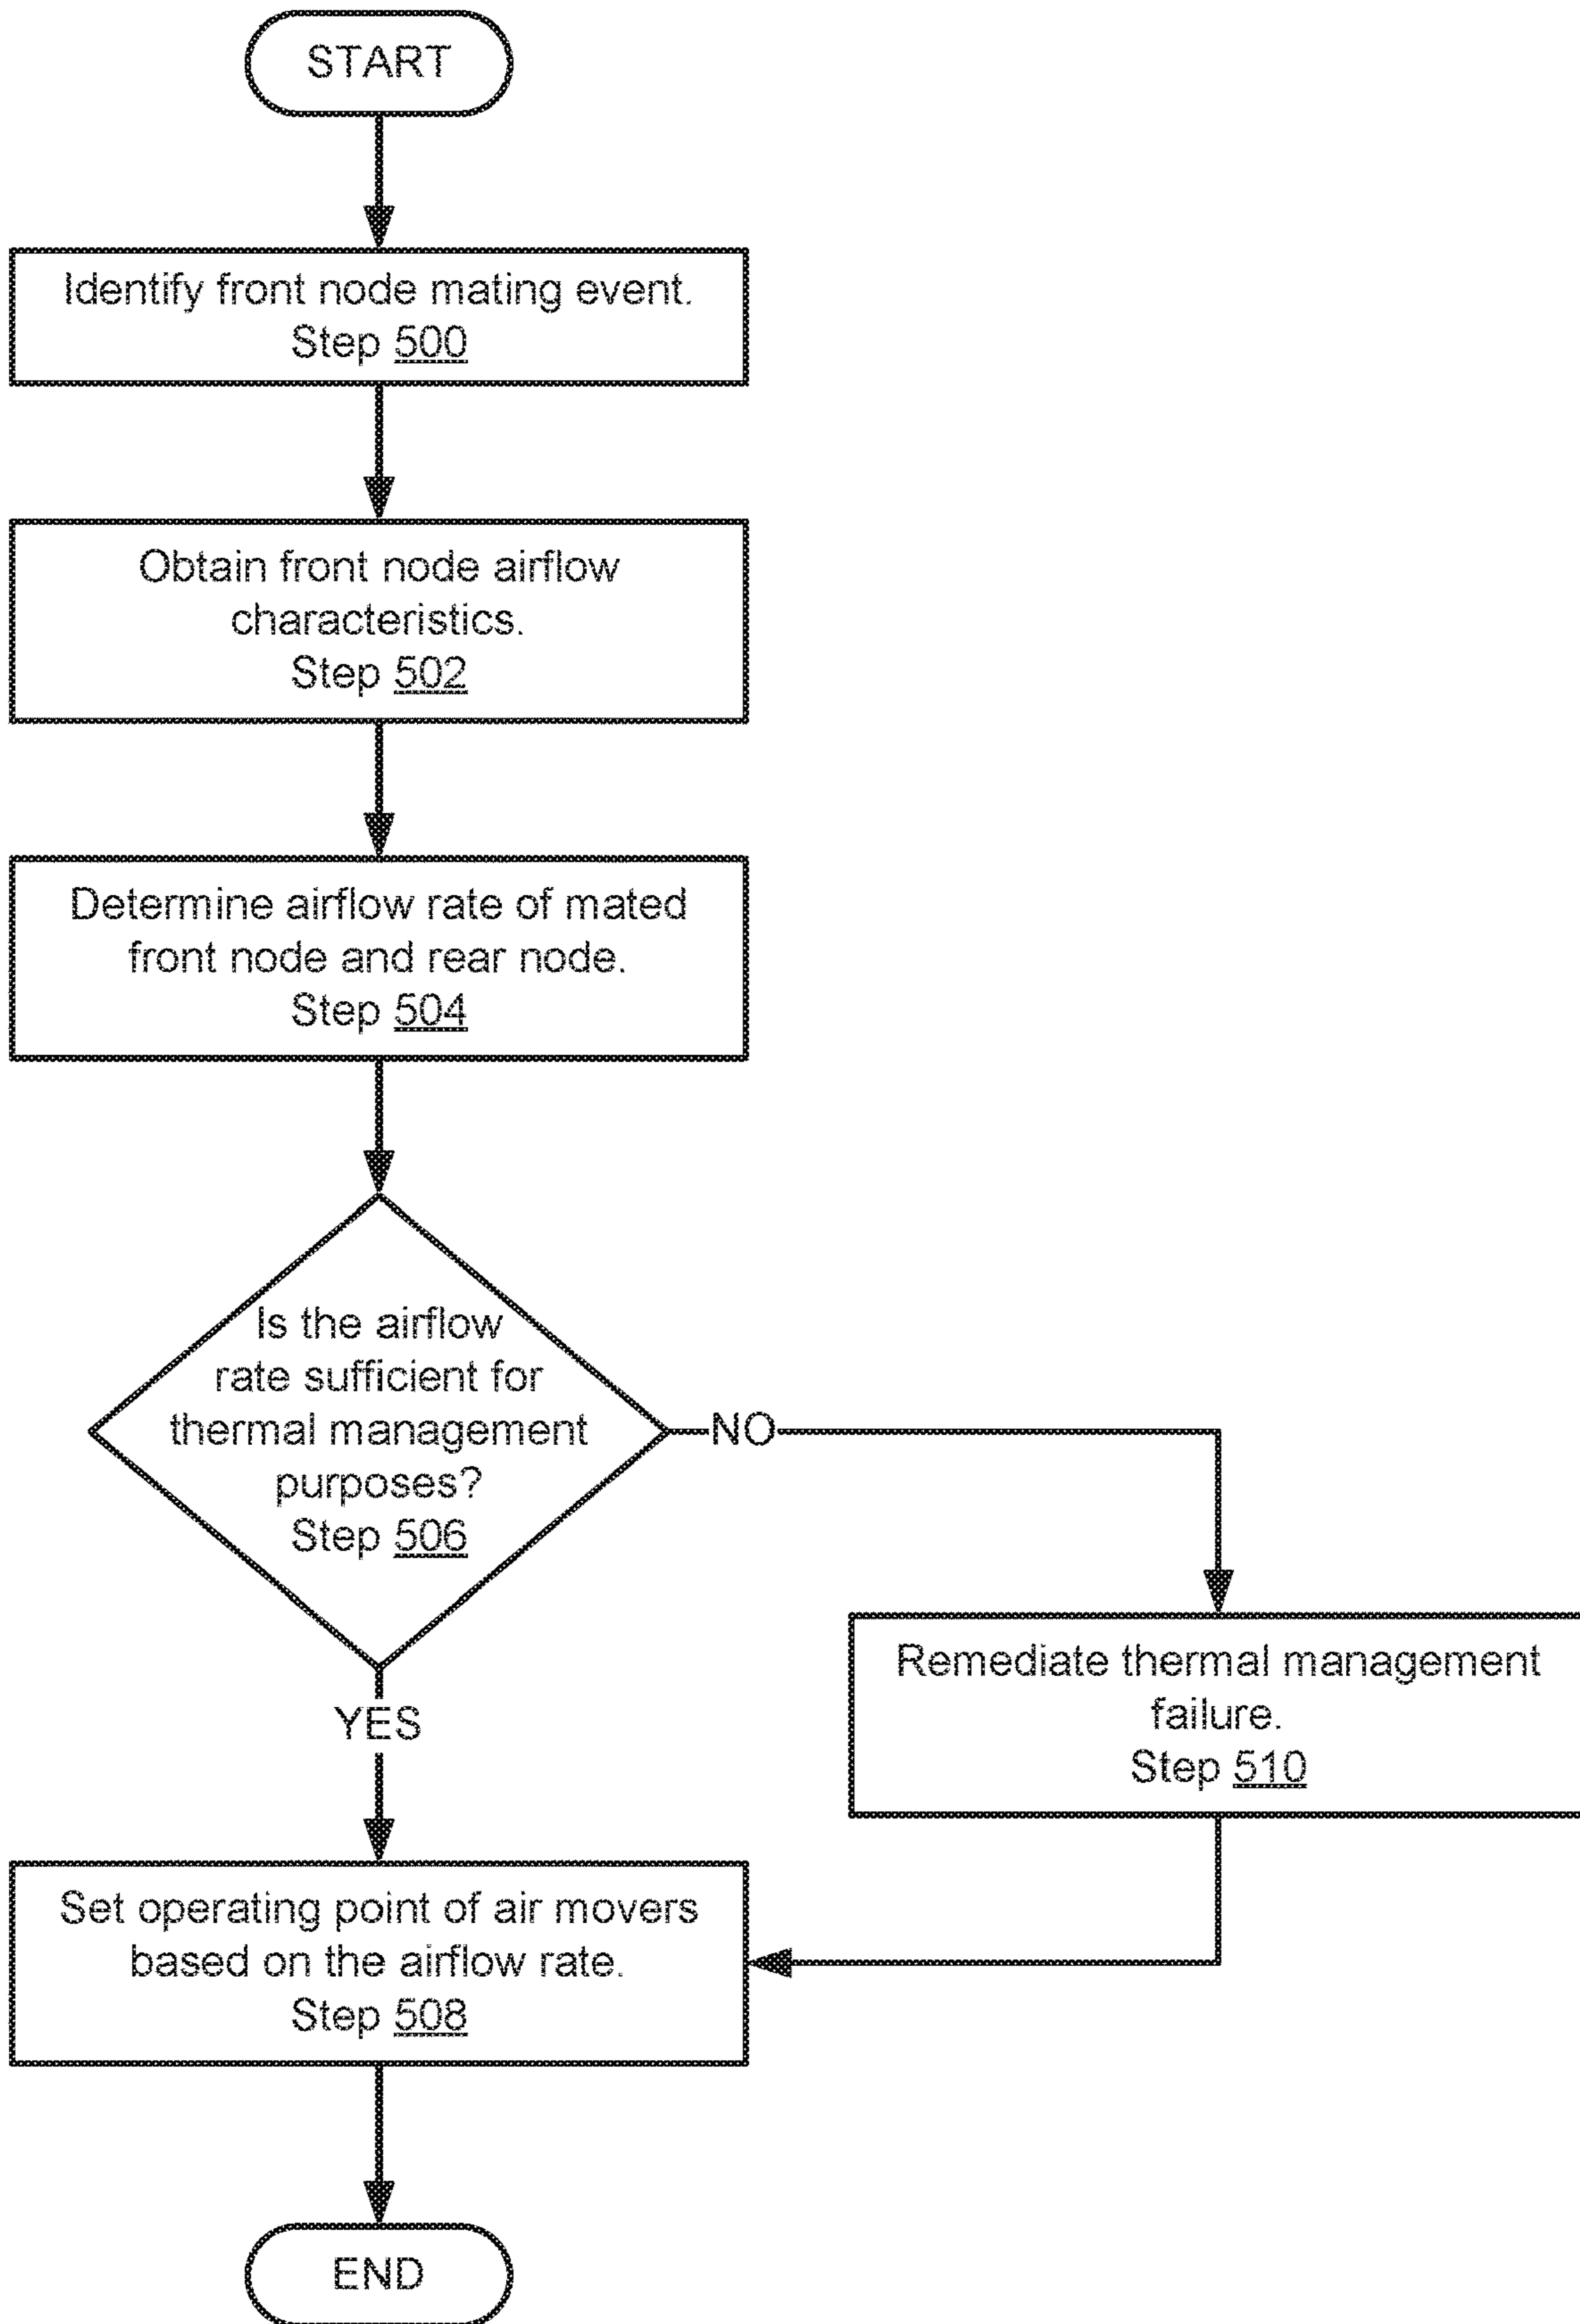 START
Identify front node mating event.
Step 500
Obtain front node airflow
characteristics.
Step 502
Determine airflow rate of mated
front node and rear node.
Step 504
Is the airflow
rate sufficient for
thermal management
purposes?
Step 506
NO
Remediate thermal management
failure.
Step 510
YES
Set operating point of air movers
based on the airflow rate.
Step 508
END